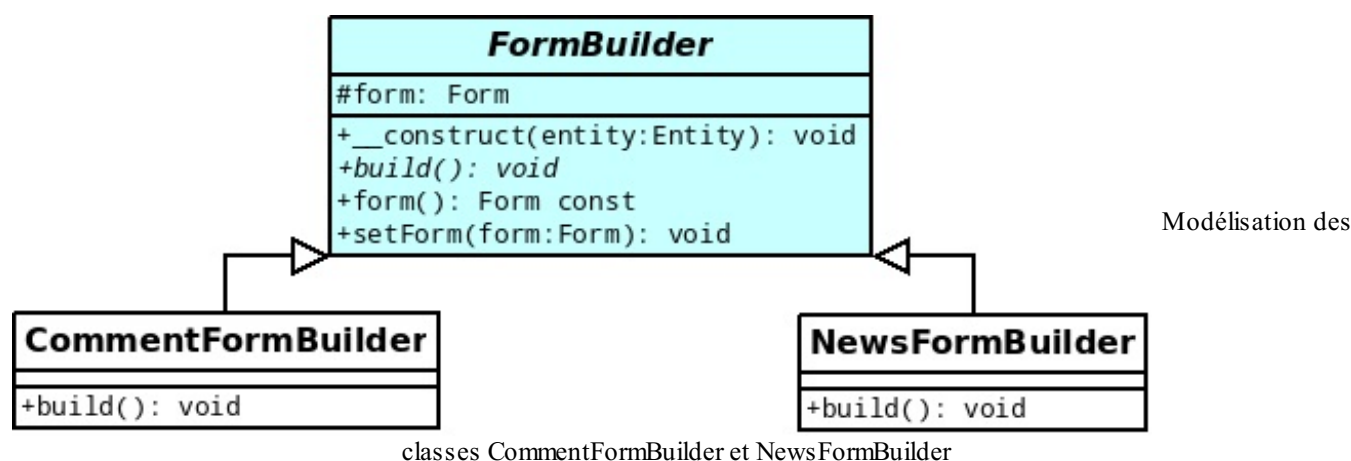 FormBuilder
#form: Form
+__construct(entity:Entity): void
+build(): void
+form(): Form const
+setForm(form:Form): void
Modélisation des
CommentFormBuilder
+build(): void
NewsFormBuilder
+build(): void
classes CommentFormBuilder et NewsFormBuilder